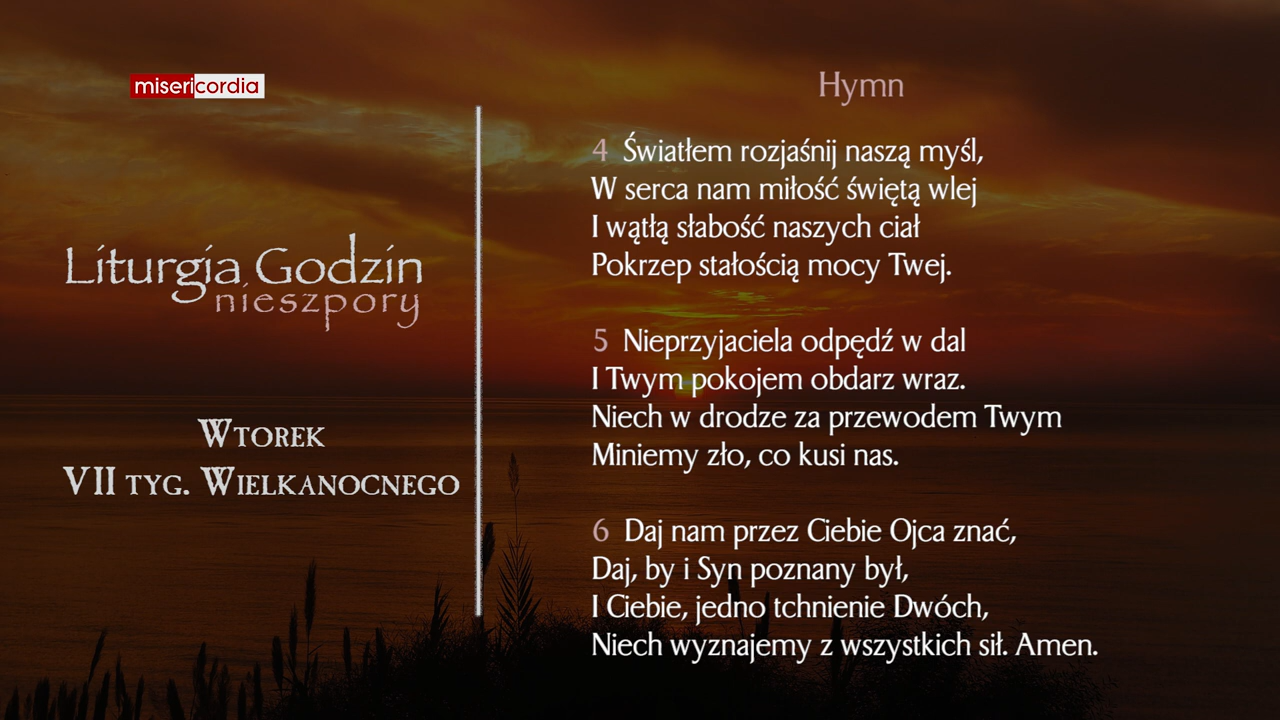 misericordia
Liturgia Godzin
nieszpory
Wtorek
VII tyg. Wielkanocnego
Hymn
4 Światłem rozjaśnij naszą myśl,
W serca nam miłość świętą wlej
I wątłą słabość naszych ciał
Pokrzep stałością mocy Twej.
5 Nieprzyjaciela odpędź w dal
I Twym pokojem obdarz wraz.
Niech w drodze za przewodem Twym
Miniemy zło, co kusi nas.
6 Daj nam przez Ciebie Ojca znać,
Daj, by i Syn poznany był,
I Ciebie, jedno tchnienie Dwóch,
Niech wyznajemy z wszystkich sił. Amen.